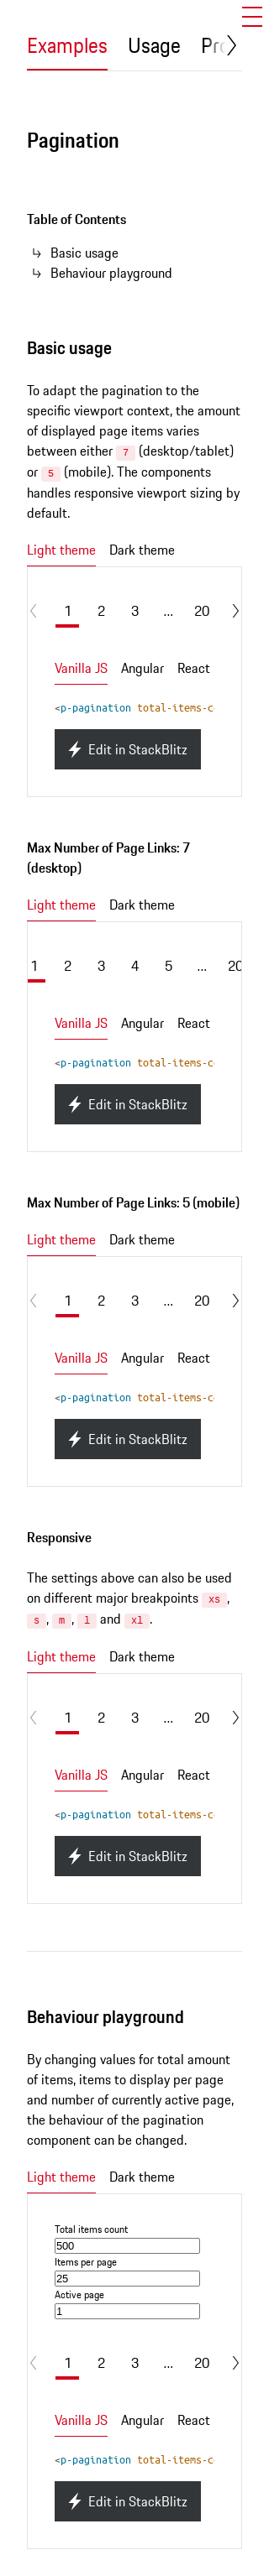 Examples Usage Pro
Pagination
Table of Contents
↳ Basic usage
↳ Behaviour playground
Basic usage
To adapt the pagination to the
specific viewport context, the amount
of displayed page items varies
between either 7 (desktop/tablet)
or 5 (mobile). The components
handles responsive viewport sizing by
default.
Light theme Dark theme
1 2 3 ... 20
Vanilla JS Angular React
<p-pagination total-items-c
Edit in StackBlitz
Max Number of Page Links: 7
(desktop)
Light theme Dark theme
1 2 3 4 5 ... 20
Vanilla JS Angular React
<p-pagination total-items-c
Edit in StackBlitz
Max Number of Page Links: 5 (mobile)
Light theme Dark theme
1 2 3 ... 20
Vanilla JS Angular React
<p-pagination total-items-c
Edit in StackBlitz
Responsive
The settings above can also be used
on different major breakpoints xs,
s, m, l and xl.
Light theme Dark theme
1 2 3 ... 20
Vanilla JS Angular React
<p-pagination total-items-c
Edit in StackBlitz
Behaviour playground
By changing values for total amount
of items, items to display per page
and number of currently active page,
the behaviour of the pagination
component can be changed.
Light theme Dark theme
Total items count
500
Items per page
25
Active page
1
1 2 3 ... 20
Vanilla JS Angular React
<p-pagination total-items-c
Edit in StackBlitz